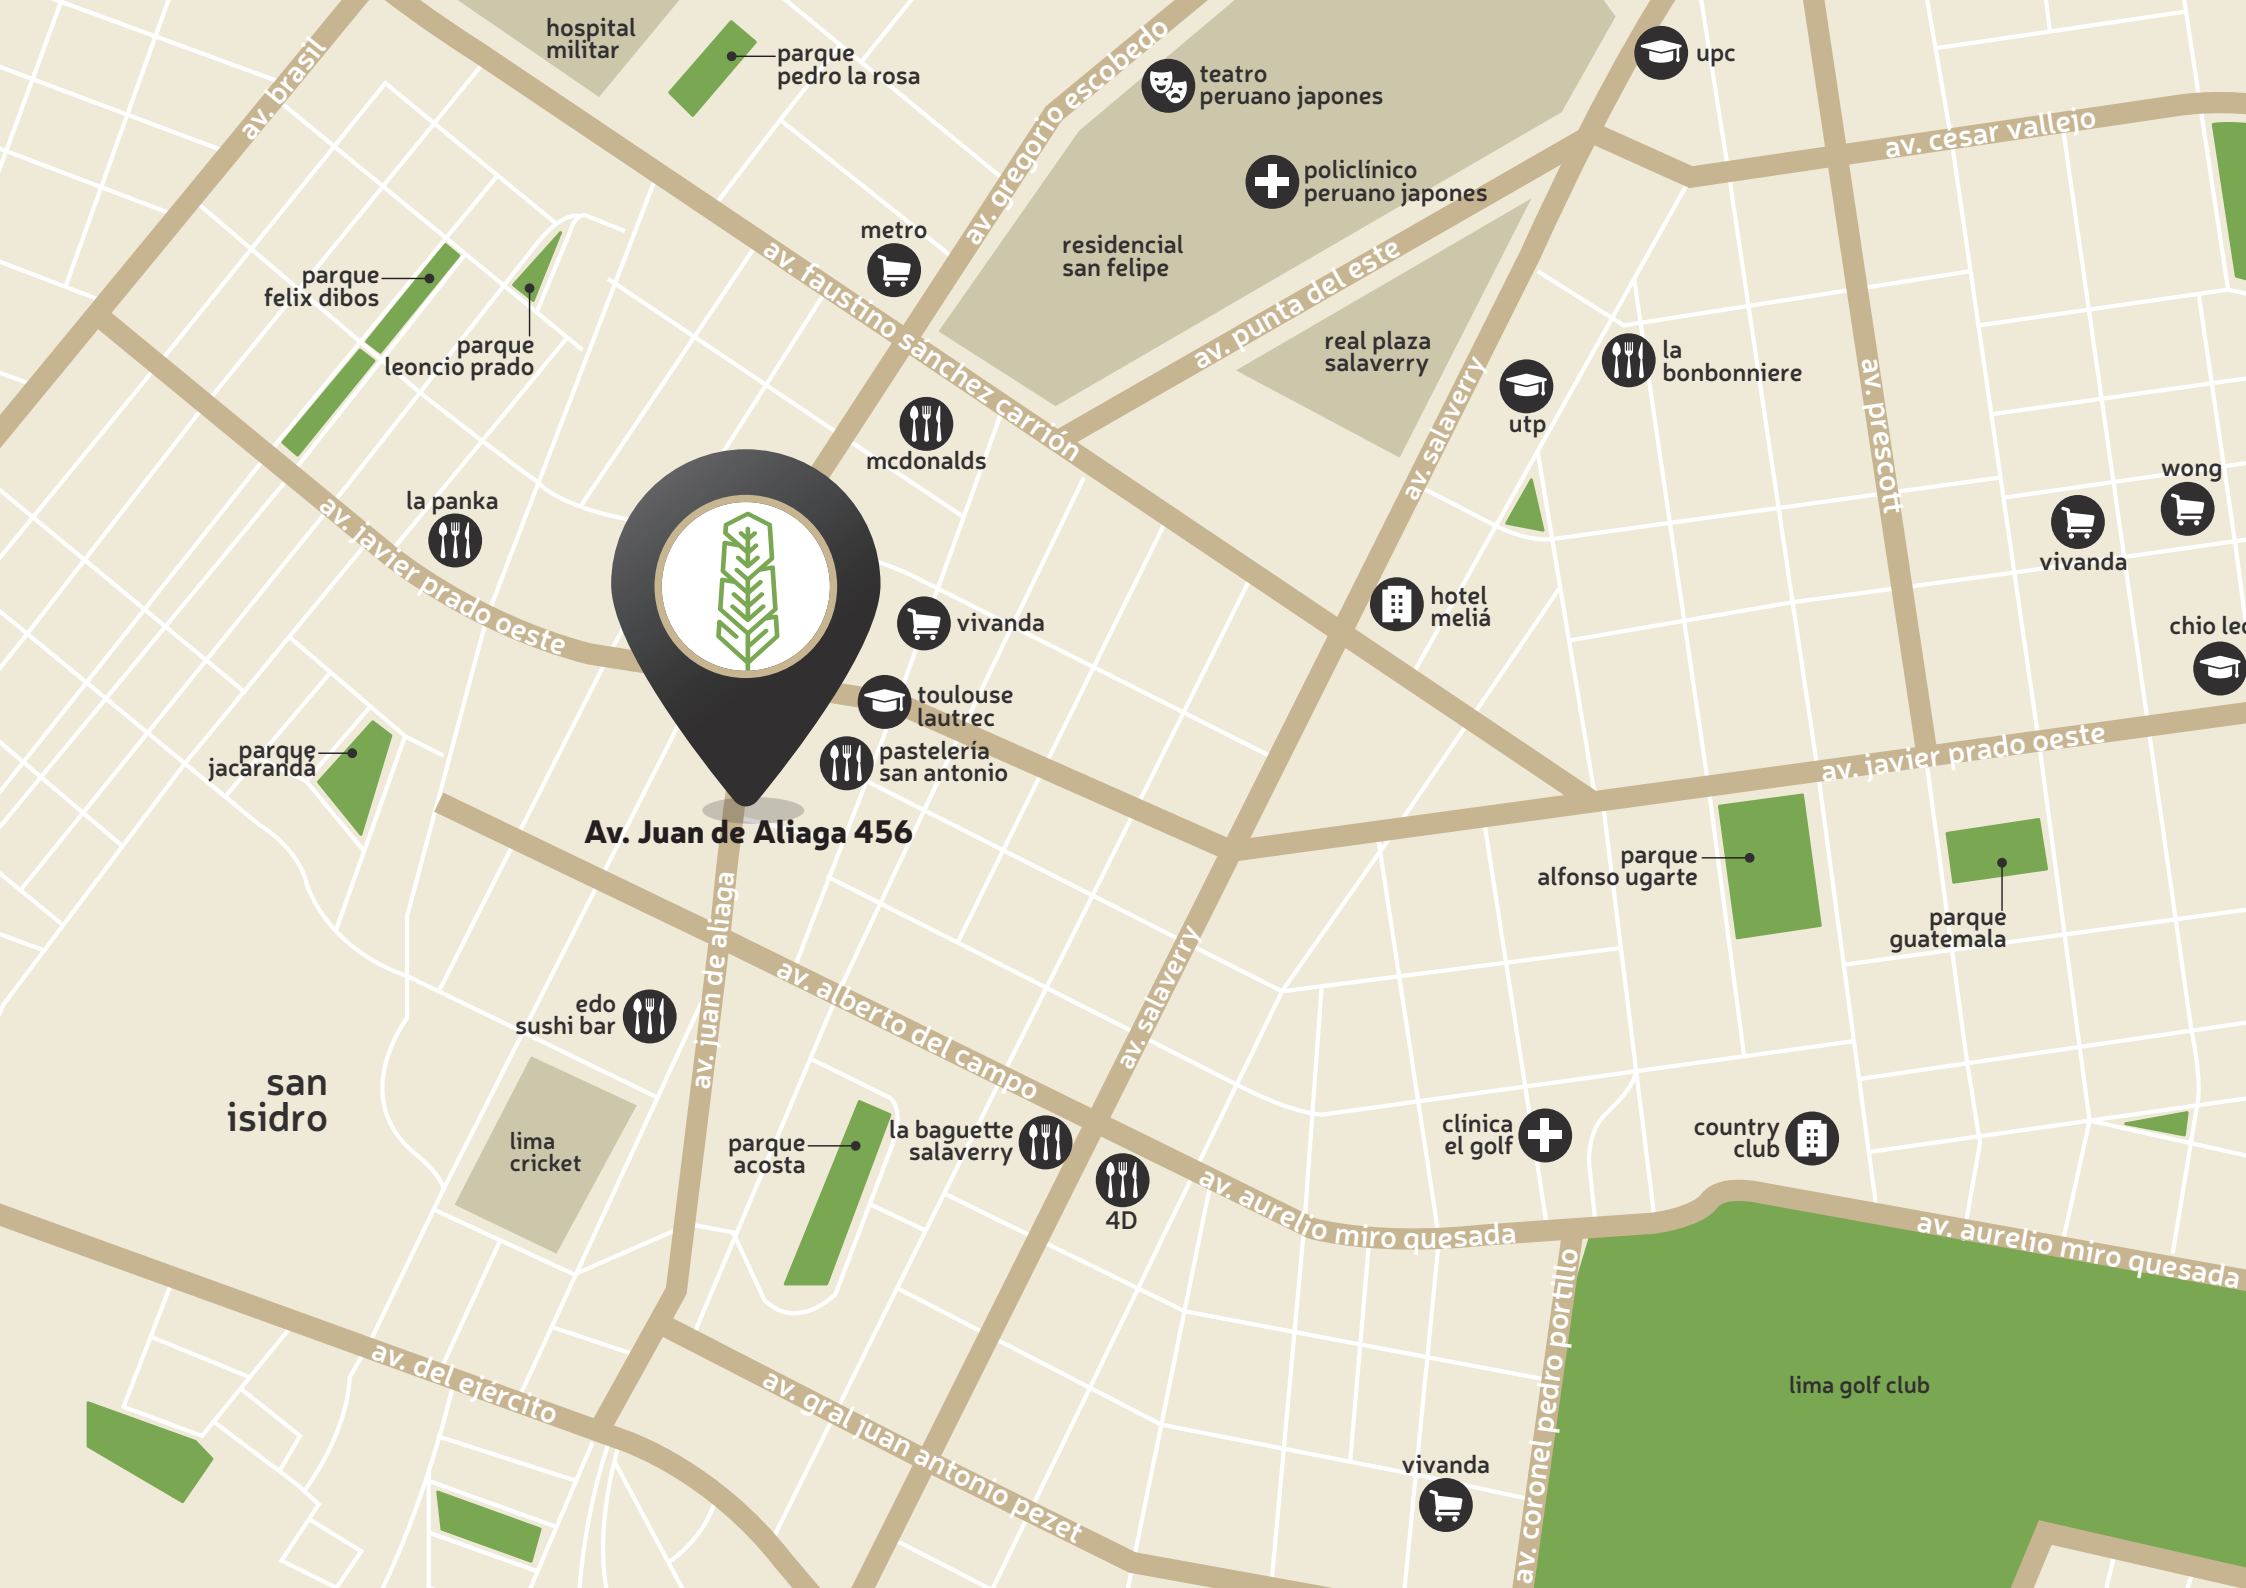 hospital
militar
parque
pedro la rosa
av. brasil
av. gregorio escobedo
teatro
peruano japones
upc
av. césar vallejo
policlínico
peruano japones
metro
residencial
san felipe
av. faustino sánchez carrión
av. punta del este
parque
felix dibos
parque
leoncio prado
real plaza
salaverry
av. salaverry
la
bonbonniere
utp
av. prescott
mcdonalds
wong
vivanda
la panka
av. javier prado oeste
hotel
meliá
vivanda
chio leo
toulouse
lautrec
pastelería
san antonio
parque
jacarandá
av. javier prado oeste
Av. Juan de Aliaga 456
parque
alfonso ugarte
parque
guatemala
av. juan de aliaga
av. alberto del campo
av. salaverry
edo
sushi bar
san
isidro
lima
cricket
parque
acosta
la baguette
salaverry
4D
clínica
el golf
country
club
av. aurelio miro quesada
av. aurelio miro quesada
av. coronel pedro portillo
av. del ejército
av. gral juan antonio pezet
lima golf club
vivanda